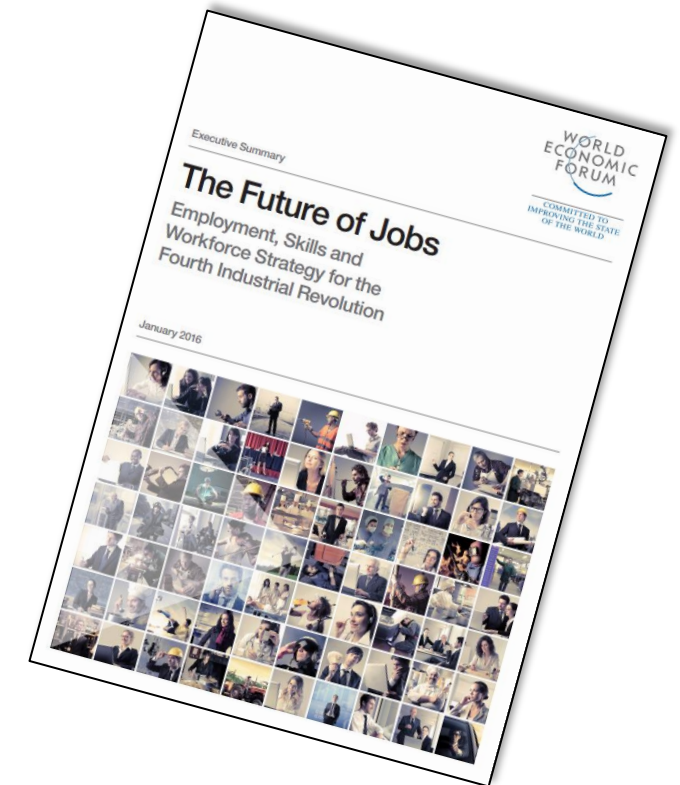 WORLD
ECONOMIC
FORUM
COMMITTED TO
IMPROVING THE STATE
OF THE WORLD
Executive Summary
The Future of Jobs
Employment, Skills and
Workforce Strategy for the
Fourth Industrial Revolution
January 2016